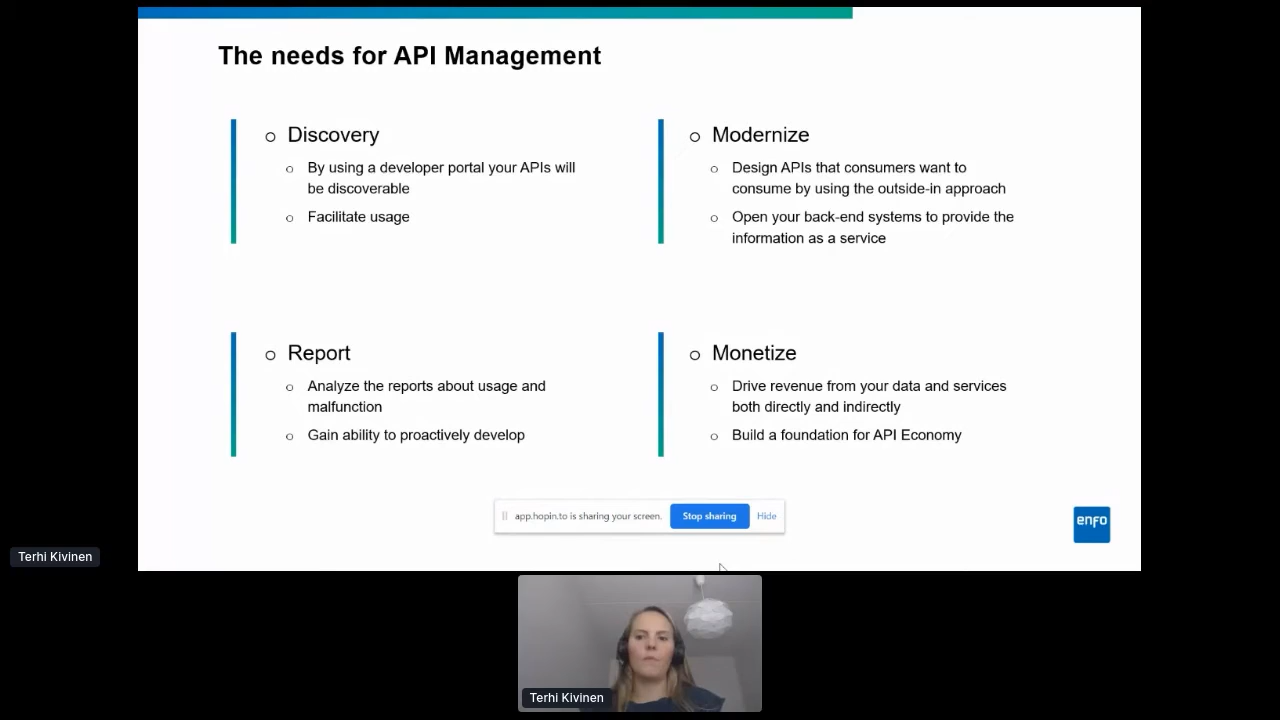 The needs for API Management
Discovery
By using a developer portal your APIs will
be discoverable
Facilitate usage
Modernize
Design APIs that consumers want to
consume by using the outside-in approach
Open your back-end systems to provide the
information as a service
Report
Analyze the reports about usage and
malfunction
Gain ability to proactively develop
Monetize
Drive revenue from your data and services
both directly and indirectly
Build a foundation for API Economy
app.hopin.to is sharing your screen. Stop sharing Hide
enfo
Terhi Kivinen
Terhi Kivinen